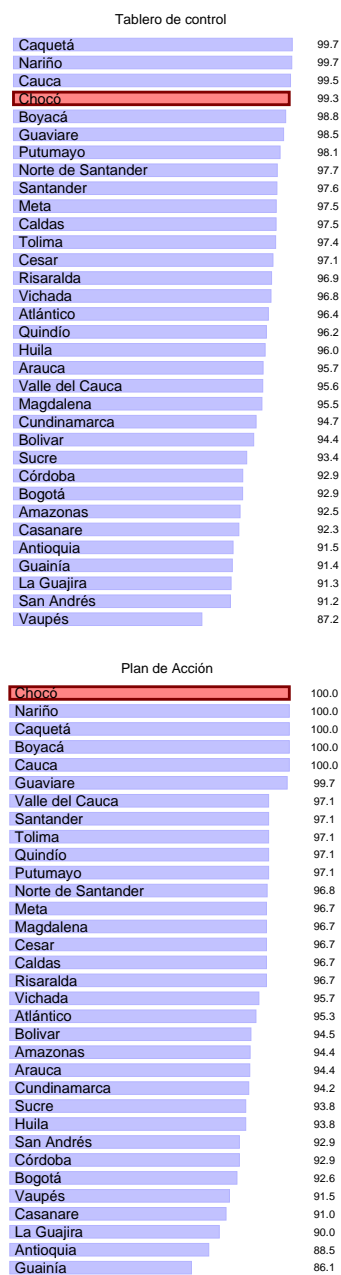 Tablero de control
Caquetá 99.7
Nariño 99.7
Cauca 99.5
Chocó 99.3
Boyacá 98.8
Guaviare 98.5
Putumayo 98.1
Norte de Santander 97.7
Santander 97.6
Meta 97.5
Caldas 97.5
Tolima 97.4
Cesar 97.1
Risaralda 96.9
Vichada 96.8
Atlántico 96.4
Quindío 96.2
Huila 96.0
Arauca 95.7
Valle del Cauca 95.6
Magdalena 95.5
Cundinamarca 94.7
Bolivar 94.4
Sucre 93.4
Córdoba 92.9
Bogotá 92.9
Amazonas 92.5
Casanare 92.3
Antioquia 91.5
Guainía 91.4
La Guajira 91.3
San Andrés 91.2
Vaupés 87.2
Plan de Acción
Chocó 100.0
Nariño 100.0
Caquetá 100.0
Boyacá 100.0
Cauca 100.0
Guaviare 99.7
Valle del Cauca 97.1
Santander 97.1
Tolima 97.1
Quindío 97.1
Putumayo 97.1
Norte de Santander 96.8
Meta 96.7
Magdalena 96.7
Cesar 96.7
Caldas 96.7
Risaralda 96.7
Vichada 95.7
Atlántico 95.3
Bolivar 94.5
Amazonas 94.4
Arauca 94.4
Cundinamarca 94.2
Sucre 93.8
Huila 93.8
San Andrés 92.9
Córdoba 92.9
Bogotá 92.6
Vaupés 91.5
Casanare 91.0
La Guajira 90.0
Antioquia 88.5
Guainía 86.1